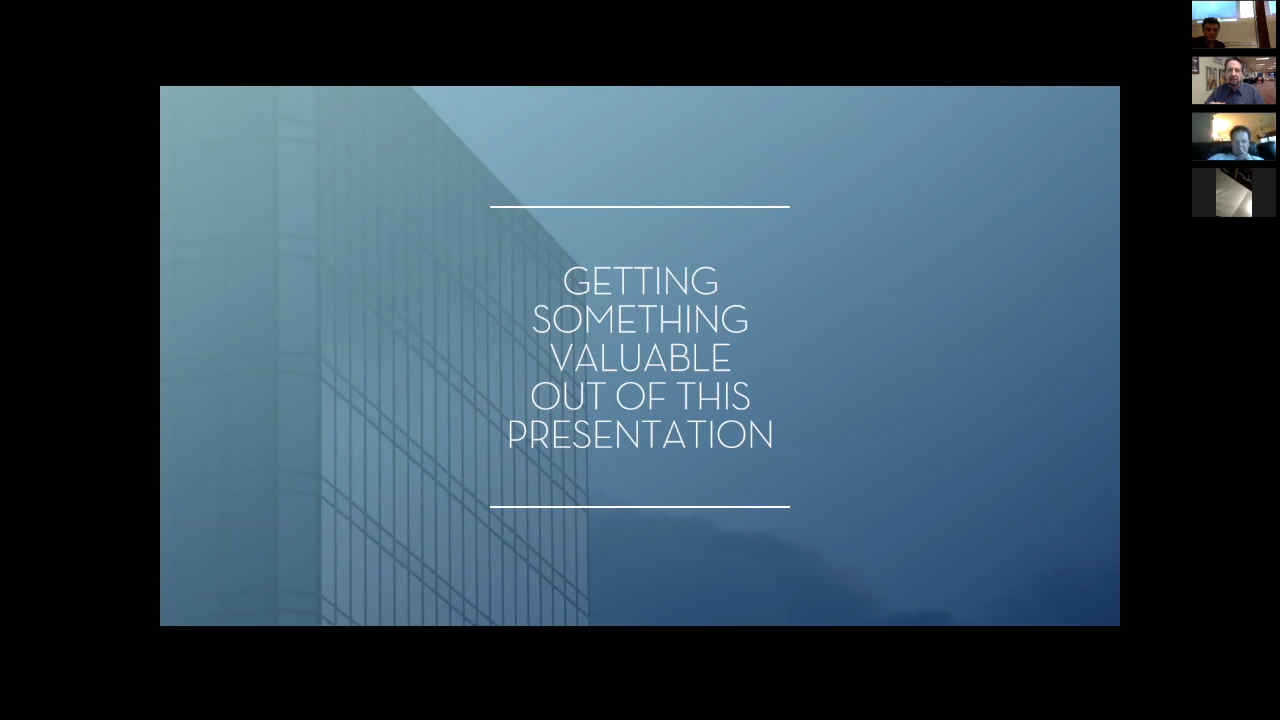 GETTING
SOMETHING
VALUABLE
OUT OF THIS
PRESENTATION